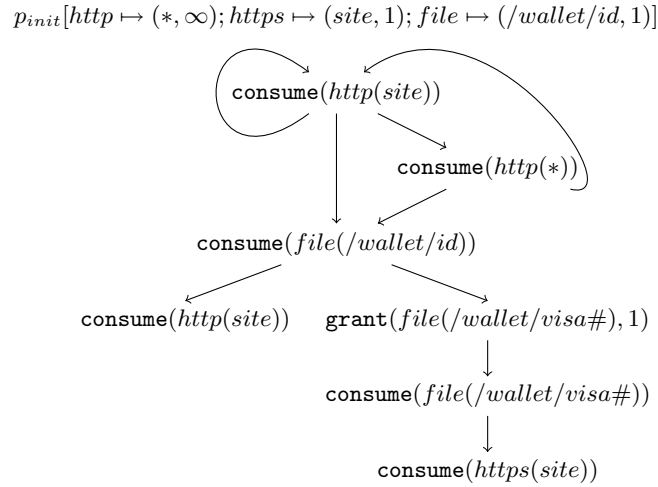 p_init[http ↦ (*, ∞); https ↦ (site, 1); file ↦ (/wallet/id, 1)]
consume(http(site))
consume(http(*))
consume(file(/wallet/id))
consume(http(site))
grant(file(/wallet/visa#), 1)
consume(file(/wallet/visa#))
consume(https(site))